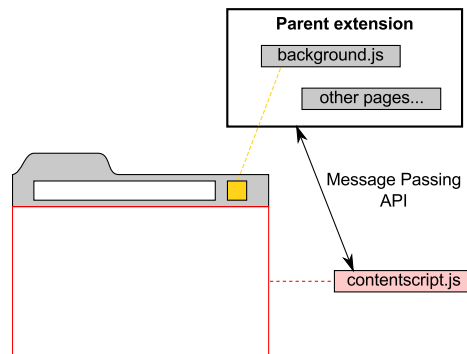 Parent extension
background.js
other pages...
Message Passing
API
contentscript.js